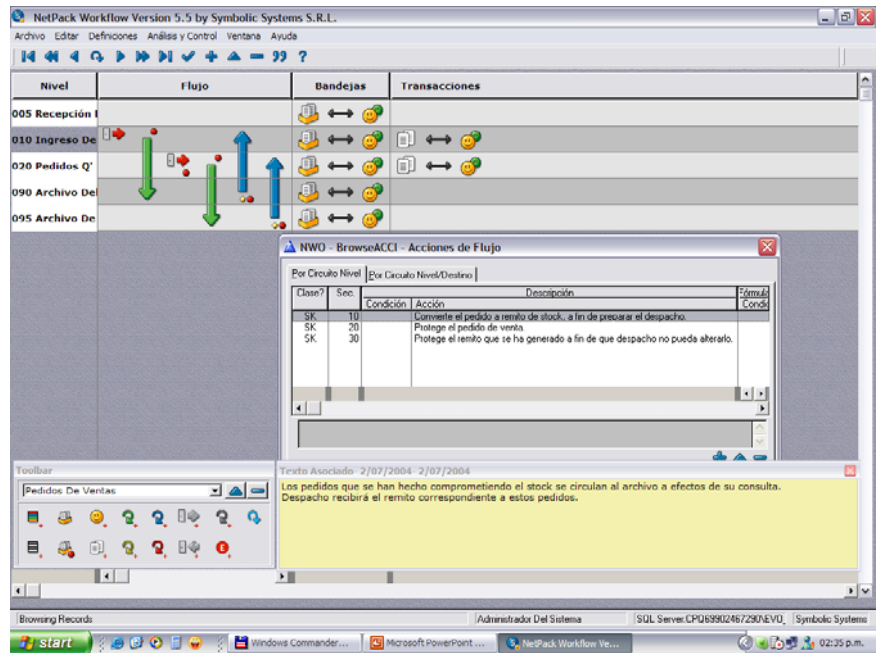 NetPack Workflow Version 5.5 by Symbolic Systems S.R.L.
Archivo Editar Definiciones Análisis y Control Ventana Ayuda
Nivel Flujo Bandejas Transacciones
005 Recepción
010 Ingreso De
020 Pedidos Q'
090 Archivo Del
095 Archivo De
NWO - BrowseACCI - Acciones de Flujo
Por Circuito Nivel Por Circuito Nivel/Destino
Clase? Sec. Descripción Fórmula
Condición Acción Condi
SK 10 Convierte el pedido a remito de stock, a fin de preparar el despacho.
SK 20 Protege el pedido de venta.
SK 30 Protege el remito que se ha generado a fin de que despacho no pueda alterarlo.
Toolbar
Pedidos De Ventas
Texto Asociado- 2/07/2004- 2/07/2004
Los pedidos que se han hecho comprometiendo el stock se circulan al archivo a efectos de su consulta.
Despacho recibirá el remito correspondiente a estos pedidos.
Browsing Records Administrador Del Sistema SQL Server.CPQ69902467290\EVO_ Symbolic Systems
start Windows Commander... Microsoft PowerPoint ... NetPack Workflow Ve... 02:35 p.m.